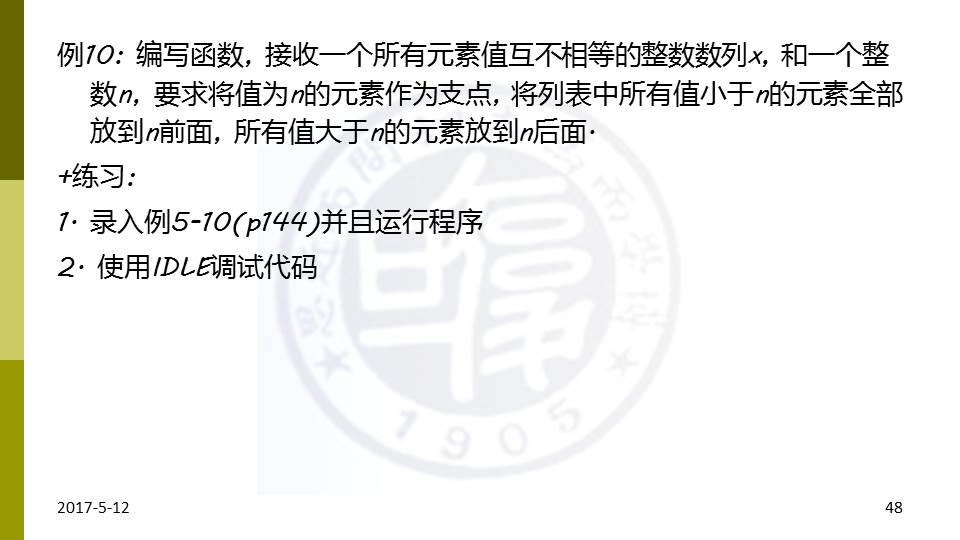 例10：编写函数，接收一个所有元素值互不相等的整数数列x，和一个整
数n，要求将值为n的元素作为支点，将列表中所有值小于n的元素全部
放到n前面，所有值大于n的元素放到n后面.
+练习：
1. 录入例5-10(p144)并且运行程序
2. 使用IDLE调试代码
1905
2017-5-12
48